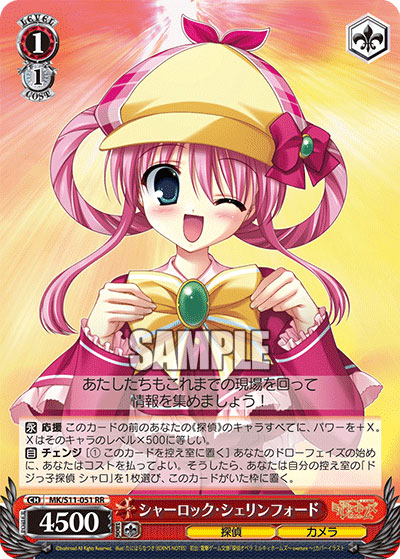 LEVEL
1
1
COST
SAMPLE
あたしたちもこれまでの現場を回って
情報を集めましょう!
永 応援 このカードの前のあなたの《探偵》のキャラすべてに、パワーを+X。
Xはそのキャラのレベル×500に等しい。
自 チェンジ [①このカードを控室に置く] あなたのドローフェイズの始め
に、あなたはコストを払ってよい。そうしたら、あなたは自分の控室の「ド
ジっ子探偵 シャロ」を1枚選び、このカードがいた枠に置く。
CH MK/S11-051 RR
シャーロック・シェリンフォード
4500
探偵
カメラ